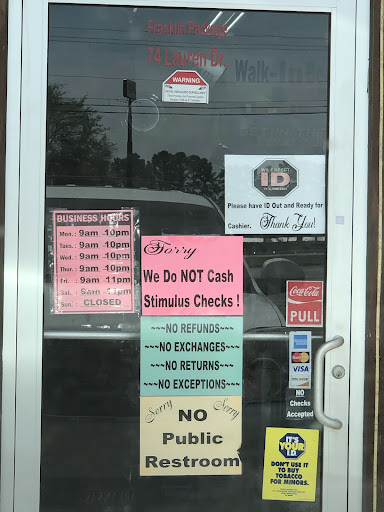 Franklin Package
74 Lauren Dr.
WARNING
Walk-In
WE EXPECT
ID
Please have ID Out and Ready for
Cashier. Thank You!
BUSINESS HOURS
Mon.: 9am -10pm
Tues.: 9am -10pm
Wed.: 9am -10pm
Thur.: 9am -10pm
Fri.: 9am -11pm
Sat.: 9am -11pm
Sun.: CLOSED
Sorry
We Do NOT Cash
Stimulus Checks !
~~~NO REFUNDS~~~
~~~NO EXCHANGES~~~
~~~NO RETURNS~~~
~~~NO EXCEPTIONS~~~
Sorry Sorry
NO
Public
Restroom
Coca-Cola
PULL
VISA
DISCOVER
NO
Checks
Accepted
IT'S
YOUR
I.D.
DON'T USE IT
TO BUY
TOBACCO
FOR MINORS.